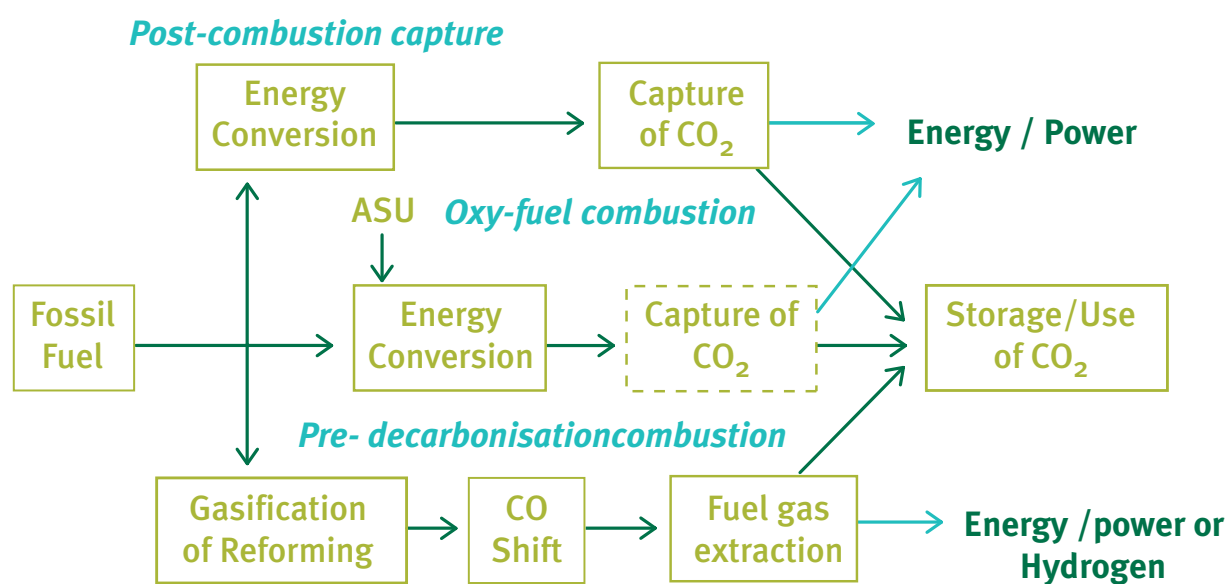 Post-combustion capture
Energy
Conversion
Capture
of CO₂
Energy / Power
ASU
Oxy-fuel combustion
Fossil
Fuel
Energy
Conversion
Capture of
CO₂
Storage/Use
of CO₂
Pre- decarbonisationcombustion
Gasification
of Reforming
CO
Shift
Fuel gas
extraction
Energy /power or
Hydrogen